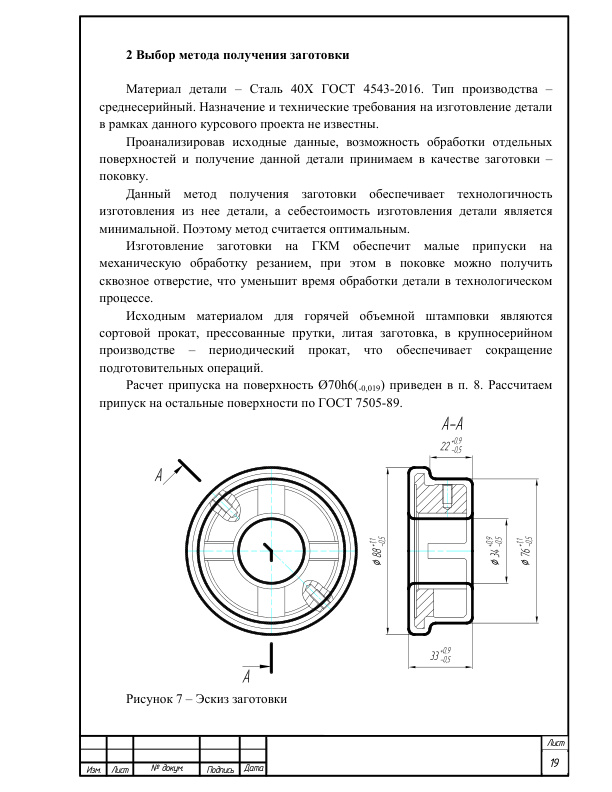 2 Выбор метода получения заготовки
Материал детали – Сталь 40Х ГОСТ 4543-2016. Тип производства –
среднесерийный. Назначение и технические требования на изготовление детали
в рамках данного курсового проекта не известны.
Проанализировав исходные данные, возможность обработки отдельных
поверхностей и получение данной детали принимаем в качестве заготовки –
поковку.
Данный метод получения заготовки обеспечивает технологичность
изготовления из нее детали, а себестоимость изготовления детали является
минимальной. Поэтому метод считается оптимальным.
Изготовление заготовки на ГКМ обеспечит малые припуски на
механическую обработку резанием, при этом в поковке можно получить
сквозное отверстие, что уменьшит время обработки детали в технологическом
процессе.
Исходным материалом для горячей объемной штамповки являются
сортовой прокат, прессованные прутки, литая заготовка, в крупносерийном
производстве – периодический прокат, что обеспечивает сокращение
подготовительных операций.
Расчет припуска на поверхность Ø70h6(-0,019) приведен в п. 8. Рассчитаем
припуск на остальные поверхности по ГОСТ 7505-89.
А-А
22 +0,9 -0,5
А
ø 88 +1,1 -0,5
ø 34 +0,9 -0,5
ø 76 +1,1 -0,5
33 +0,9 -0,5
А
Рисунок 7 – Эскиз заготовки
Лист
19
Изм. Лист № докум. Подпись Дата